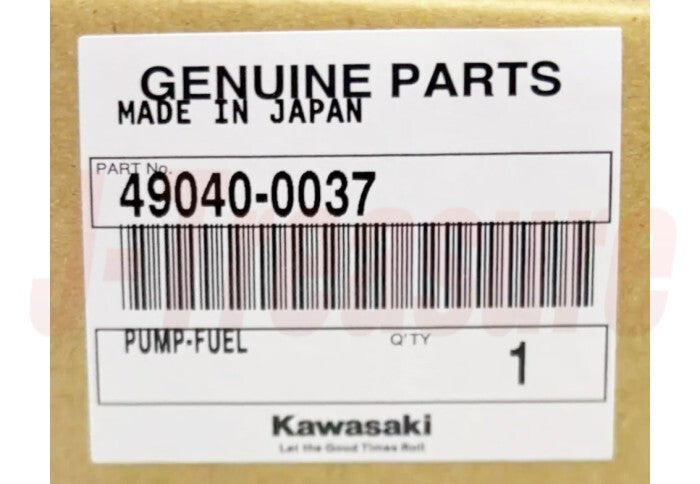 GENUINE PARTS
MADE IN JAPAN
PART No.
49040-0037
PUMP-FUEL Q'TY 1
Kawasaki
Let the Good Times Roll
J-Treasure